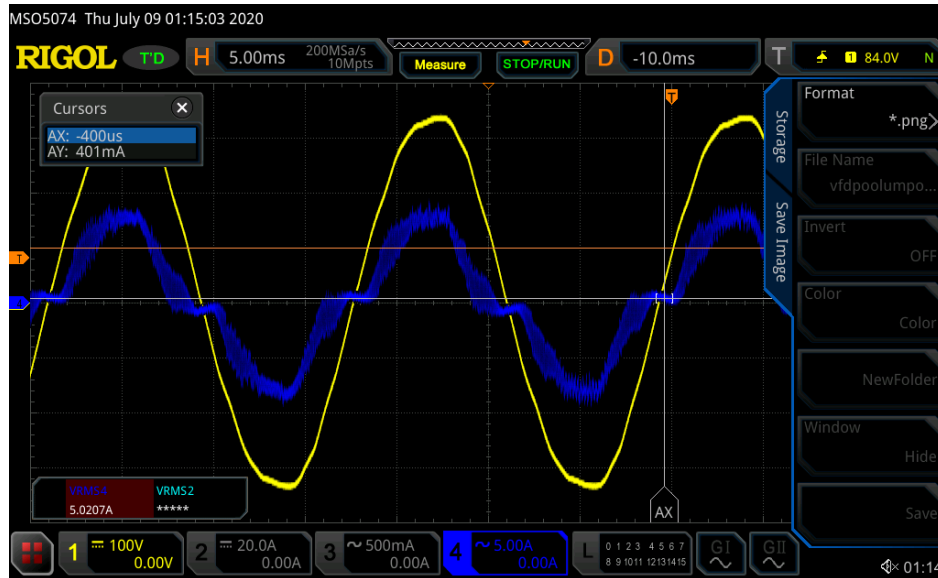 MSO5074 Thu July 09 01:15:03 2020
RIGOL T'D H 5.00ms 200MSa/s 10Mpts Measure STOP/RUN D -10.0ms T 1 84.0V N
Cursors
AX: -400us
AY: 401mA
T
T
4
AX
Storage
Save Image
Format
*.png
File Name
vfdpoolumpo...
Invert
OFF
Color
Color
NewFolder
Window
Hide
Save
VRMS4 VRMS2
5.0207A *****
1 100V 0.00V
2 20.0A 0.00A
3 500mA 0.00A
4 5.00A 0.00A
L 0 1 2 3 4 5 6 7
8 9 10 11 12 13 14 15
GI GII
01:14